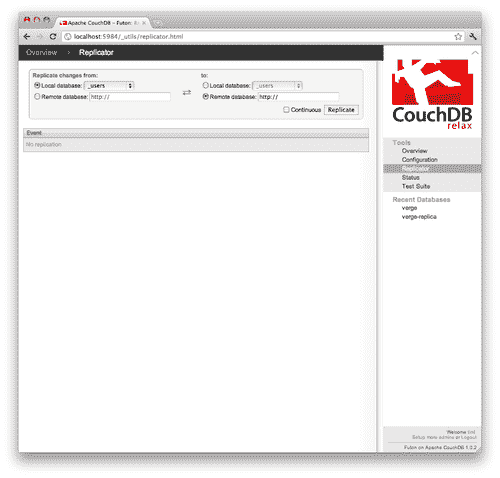 Apache CouchDB - Futon: Re
localhost:5984/_utils/replicator.html
Overview
Replicator
Replicate changes from:
to:
Local database: _users
Local database: _users
Remote database: http://
Remote database: http://
Continuous
Replicate
Event
No replication
CouchDB
relax
Tools
Overview
Configuration
Replicator
Status
Test Suite
Recent Databases
verge
verge-replica
Welcome
Setup more admins or Logout
Futon on Apache CouchDB 1.0.2